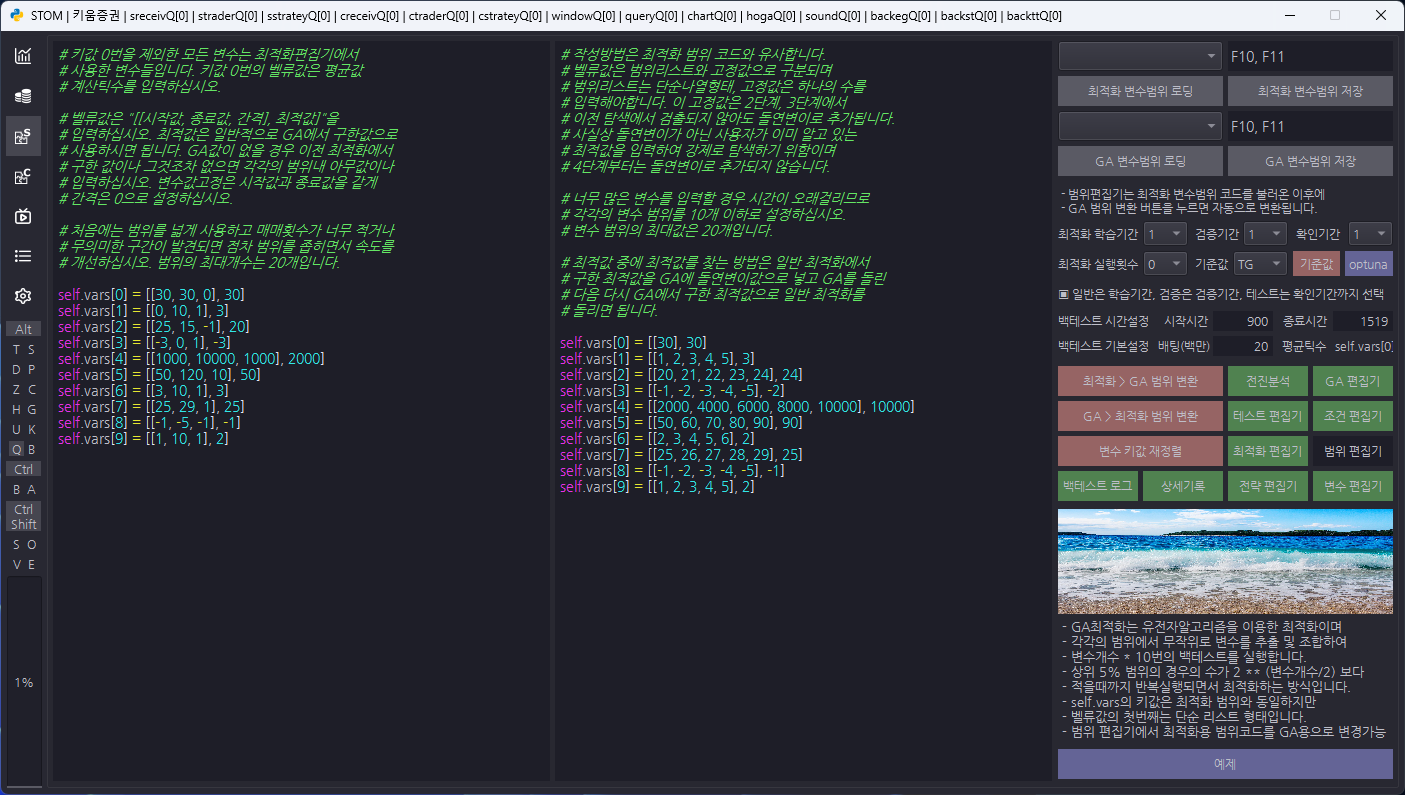 STOM | 키움증권 | sreceivQ[0] | straderQ[0] | sstrateyQ[0] | creceivQ[0] | ctraderQ[0] | cstrateyQ[0] | windowQ[0] | queryQ[0] | chartQ[0] | hogaQ[0] | soundQ[0] | backegQ[0] | backstQ[0] | backttQ[0]
Alt
T S
D P
Z C
H G
U K
Q B
Ctrl
B A
Ctrl
Shift
S O
V E
1%
# 키값 0번을 제외한 모든 변수는 최적화편집기에서
# 사용한 변수들입니다. 키값 0번의 벨류값은 평균값
# 계산틱수를 입력하십시오.
# 벨류값은 "[[시작값, 종료값, 간격], 최적값]"을
# 입력하십시오. 최적값은 일반적으로 GA에서 구한값으로
# 사용하시면 됩니다. GA값이 없을 경우 이전 최적화에서
# 구한 값이나 그것조차 없으면 각각의 범위내 아무값이나
# 입력하십시오. 변수값고정은 시작값과 종료값을 같게
# 간격은 0으로 설정하십시오.
# 처음에는 범위를 넓게 사용하고 매매횟수가 너무 적거나
# 무의미한 구간이 발견되면 점차 범위를 좁히면서 속도를
# 개선하십시오. 범위의 최대개수는 20개입니다.
self.vars[0] = [[30, 30, 0], 30]
self.vars[1] = [[0, 10, 1], 3]
self.vars[2] = [[25, 15, -1], 20]
self.vars[3] = [[-3, 0, 1], -3]
self.vars[4] = [[1000, 10000, 1000], 2000]
self.vars[5] = [[50, 120, 10], 50]
self.vars[6] = [[3, 10, 1], 3]
self.vars[7] = [[25, 29, 1], 25]
self.vars[8] = [[-1, -5, -1], -1]
self.vars[9] = [[1, 10, 1], 2]
# 작성방법은 최적화 범위 코드와 유사합니다.
# 벨류값은 범위리스트와 고정값으로 구분되며
# 범위리스트는 단순나열형태, 고정값은 하나의 수를
# 입력해야합니다. 이 고정값은 2단계, 3단계에서
# 이전 탐색에서 검출되지 않아도 돌연변이로 추가됩니다.
# 사실상 돌연변이가 아닌 사용자가 이미 알고 있는
# 최적값을 입력하여 강제로 탐색하기 위함이며
# 4단계부터는 돌연변이로 추가되지 않습니다.
# 너무 많은 변수를 입력할 경우 시간이 오래걸리므로
# 각각의 변수 범위를 10개 이하로 설정하십시오.
# 변수 범위의 최대값은 20개입니다.
# 최적값 중에 최적값를 찾는 방법은 일반 최적화에서
# 구한 최적값을 GA에 돌연변이값으로 넣고 GA를 돌린
# 다음 다시 GA에서 구한 최적값으로 일반 최적화를
# 돌리면 됩니다.
self.vars[0] = [[30], 30]
self.vars[1] = [[1, 2, 3, 4, 5], 3]
self.vars[2] = [[20, 21, 22, 23, 24], 24]
self.vars[3] = [[-1, -2, -3, -4, -5], -2]
self.vars[4] = [[2000, 4000, 6000, 8000, 10000], 10000]
self.vars[5] = [[50, 60, 70, 80, 90], 90]
self.vars[6] = [[2, 3, 4, 5, 6], 2]
self.vars[7] = [[25, 26, 27, 28, 29], 25]
self.vars[8] = [[-1, -2, -3, -4, -5], -1]
self.vars[9] = [[1, 2, 3, 4, 5], 2]
F10, F11
최적화 변수범위 로딩 최적화 변수범위 저장
F10, F11
GA 변수범위 로딩 GA 변수범위 저장
- 범위편집기는 최적화 변수범위 코드를 불러온 이후에
- GA 범위 변환 버튼을 누르면 자동으로 변환됩니다.
최적화 학습기간 1 검증기간 1 확인기간 1
최적화 실행횟수 0 기준값 TG 기준값 optuna
▣ 일반은 학습기간, 검증은 검증기간, 테스트는 확인기간까지 선택
백테스트 시간설정 시작시간 900 종료시간 1519
백테스트 기본설정 배팅(백만) 20 평균틱수 self.vars[0]
최적화 > GA 범위 변환 전진분석 GA 편집기
GA > 최적화 범위 변환 테스트 편집기 조건 편집기
변수 키값 재정렬 최적화 편집기 범위 편집기
백테스트 로그 상세기록 전략 편집기 변수 편집기
- GA최적화는 유전자알고리즘을 이용한 최적화이며
- 각각의 범위에서 무작위로 변수를 추출 및 조합하여
- 변수개수 * 10번의 백테스트를 실행합니다.
- 상위 5% 범위의 경우의 수가 2 ** (변수개수/2) 보다
- 적을때까지 반복실행되면서 최적화하는 방식입니다.
- self.vars의 키값은 최적화 범위와 동일하지만
- 벨류값의 첫번째는 단순 리스트 형태입니다.
- 범위 편집기에서 최적화용 범위코드를 GA용으로 변경가능
예제